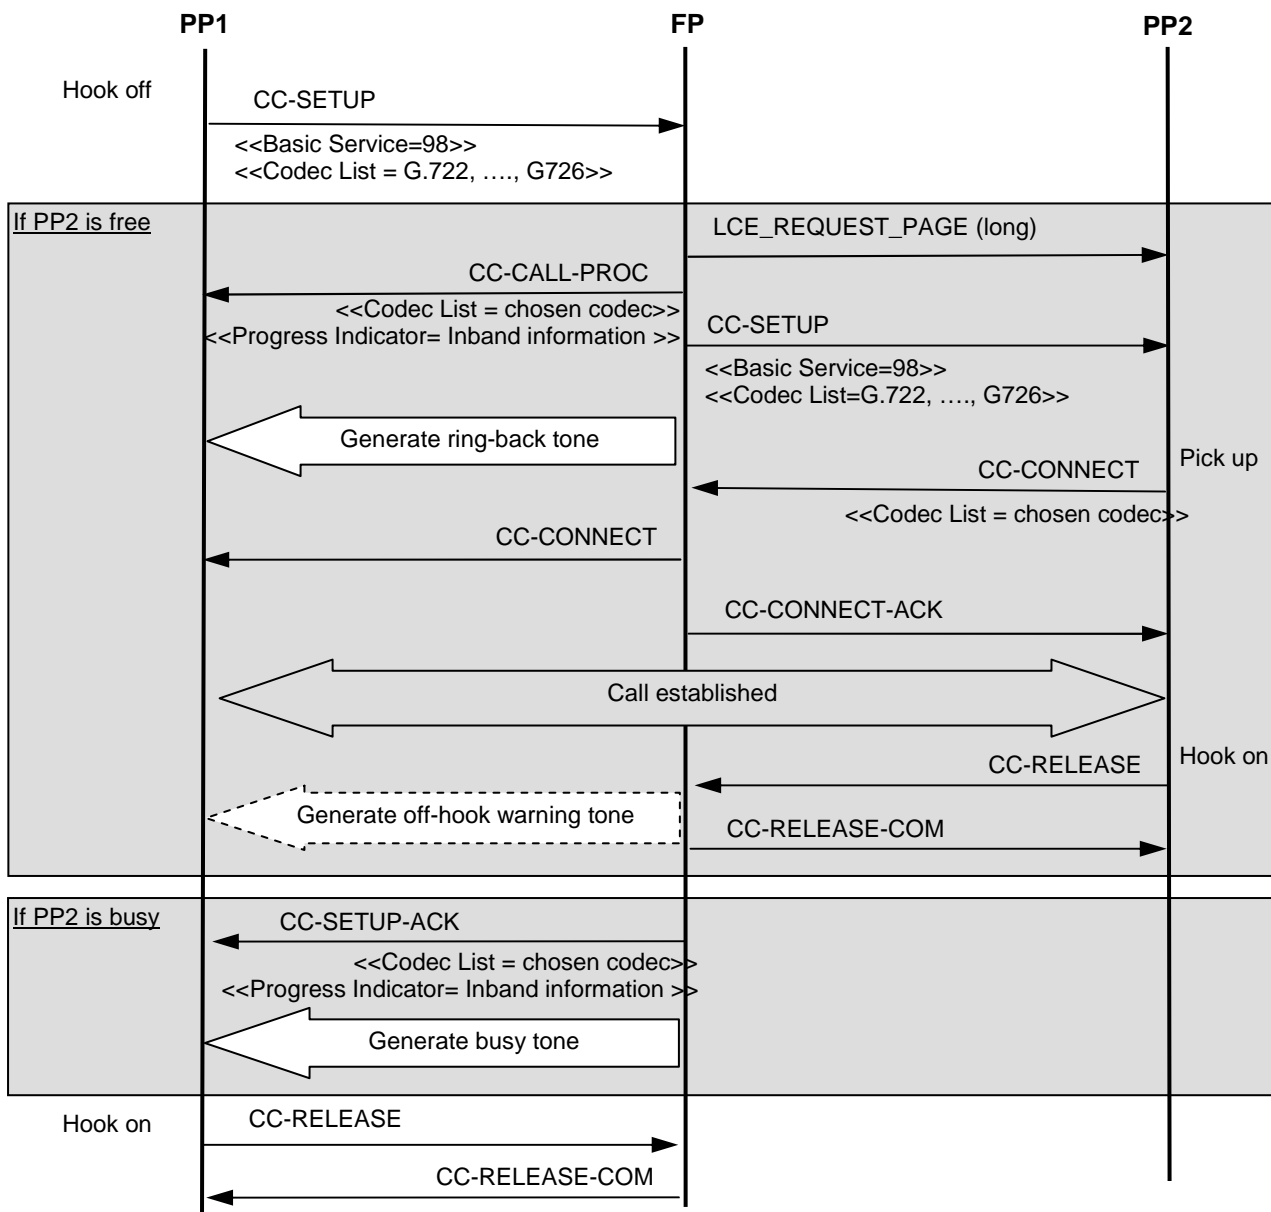 PP1 FP PP2
Hook off
CC-SETUP
<<Basic Service=98>>
<<Codec List = G.722, …., G726>>
If PP2 is free
LCE_REQUEST_PAGE (long)
CC-CALL-PROC
<<Codec List = chosen codec>>
<<Progress Indicator= Inband information >>
CC-SETUP
<<Basic Service=98>>
<<Codec List=G.722, …., G726>>
Generate ring-back tone
Pick up
CC-CONNECT
<<Codec List = chosen codec>>
CC-CONNECT
CC-CONNECT-ACK
Call established
Hook on
CC-RELEASE
Generate off-hook warning tone
CC-RELEASE-COM
If PP2 is busy
CC-SETUP-ACK
<<Codec List = chosen codec>>
<<Progress Indicator= Inband information >>
Generate busy tone
Hook on
CC-RELEASE
CC-RELEASE-COM